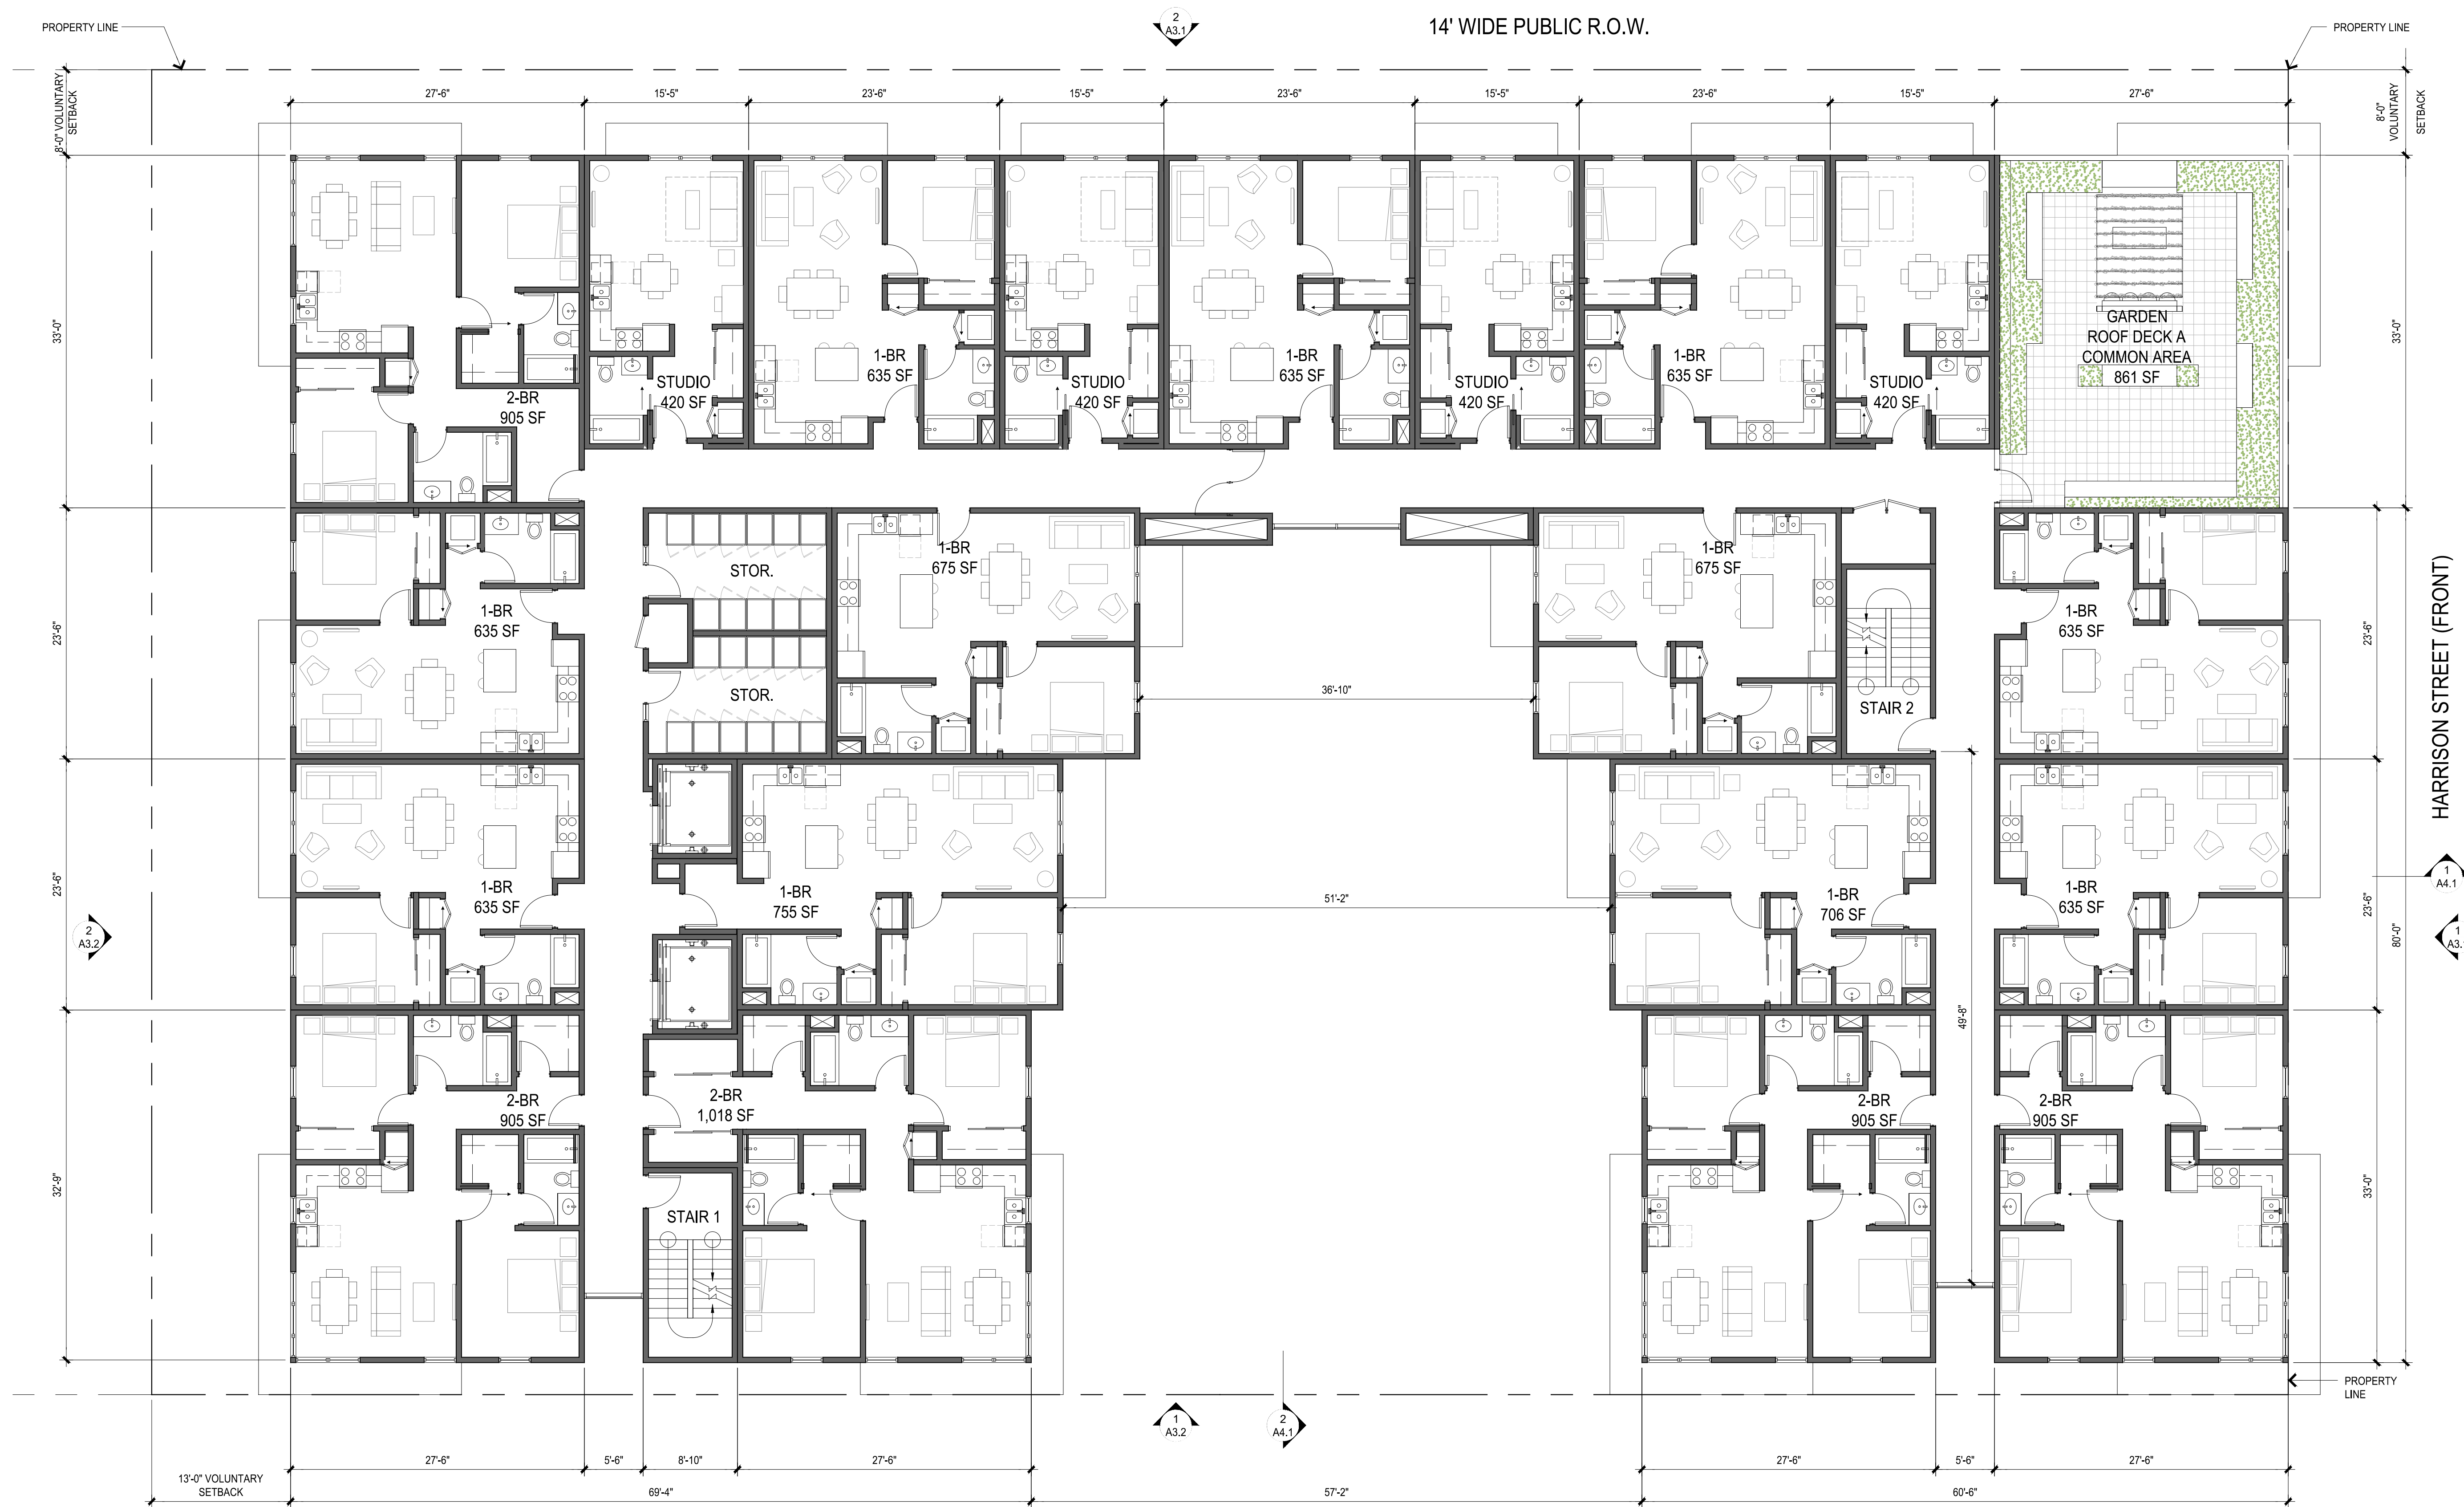 2
A3.1
14' WIDE PUBLIC R.O.W.
PROPERTY LINE
PROPERTY LINE
8'-0" VOLUNTARY
SETBACK
27'-6"
15'-5"
23'-6"
15'-5"
23'-6"
15'-5"
23'-6"
15'-5"
27'-6"
8'-0"
VOLUNTARY
SETBACK
33'-0"
2-BR
905 SF
STUDIO
420 SF
1-BR
635 SF
STUDIO
420 SF
1-BR
635 SF
STUDIO
420 SF
1-BR
635 SF
STUDIO
420 SF
GARDEN
ROOF DECK A
COMMON AREA
861 SF
33'-0"
23'-6"
1-BR
635 SF
STOR.
STOR.
1-BR
675 SF
36'-10"
1-BR
675 SF
STAIR 2
1-BR
635 SF
23'-6"
HARRISON STREET (FRONT)
2
A3.2
23'-6"
1-BR
635 SF
1-BR
755 SF
51'-2"
1-BR
706 SF
1-BR
635 SF
23'-6"
80'-0"
1
A4.1
1
A3.
49'-8"
32'-9"
2-BR
905 SF
2-BR
1,018 SF
STAIR 1
2-BR
905 SF
2-BR
905 SF
33'-0"
PROPERTY
LINE
1
A3.2
2
A4.1
27'-6"
5'-6"
8'-10"
27'-6"
27'-6"
5'-6"
27'-6"
13'-0" VOLUNTARY
SETBACK
69'-4"
57'-2"
60'-6"